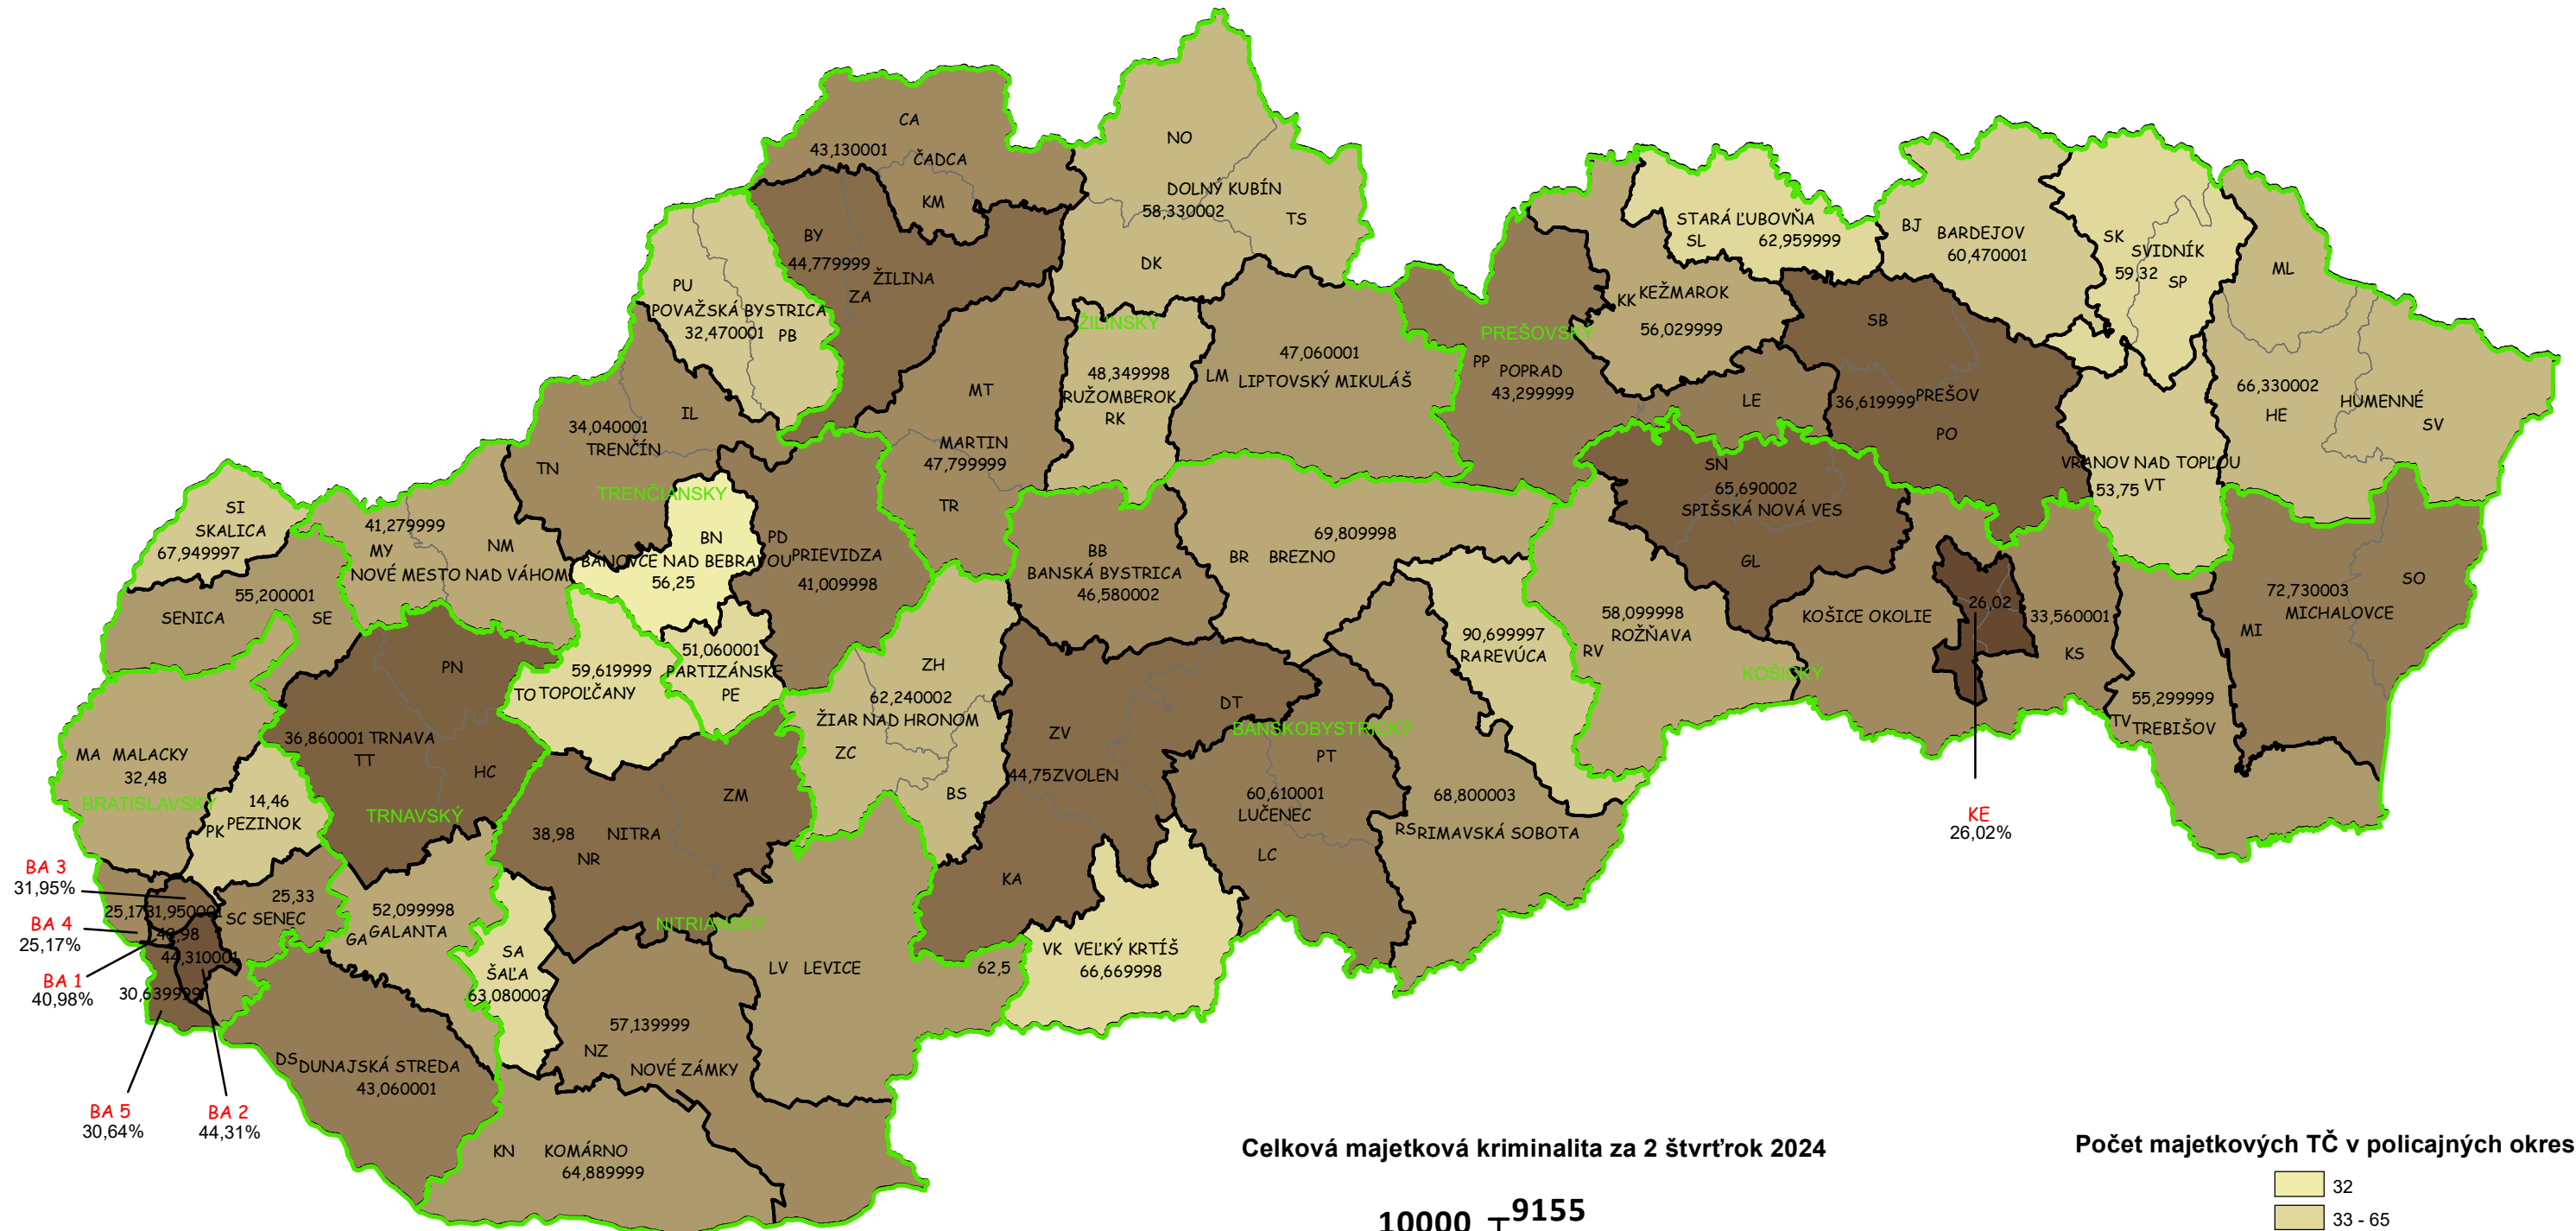 CA
43,130001
ČADCA
KM
NO
DOLNÝ KUBÍN
58,330002
TS
DK
BY
44,779999
ŽILINA
ZA
PU
POVAŽSKÁ BYSTRICA
32,470001
PB
STARÁ ĽUBOVŇA
SL
62,959999
BJ
BARDEJOV
60,470001
SK
SVIDNÍK
59,32
SP
ML
KK
KEŽMAROK
56,029999
SB
ŽILINSKÝ
PREŠOVSKÝ
PP
POPRAD
43,299999
47,060001
LM
LIPTOVSKÝ MIKULÁŠ
48,349998
RUŽOMBEROK
RK
MT
MARTIN
47,799999
TR
IL
34,040001
TRENČÍN
TN
LE
36,619999
PREŠOV
PO
66,330002
HUMENNÉ
HE
SV
VRANOV NAD TOPĽOU
53,75
VT
SN
65,690002
SPIŠSKÁ NOVÁ VES
GL
TRENČIANSKY
SI
SKALICA
67,949997
41,279999
MY
NM
NOVÉ MESTO NAD VÁHOM
BN
BÁNOVCE NAD BEBRAVOU
56,25
PD
PRIEVIDZA
41,009998
BB
BANSKÁ BYSTRICA
46,580002
69,809998
BR
BREZNO
55,200001
SENICA
SE
90,699997
RA
REVÚCA
58,099998
ROŽŇAVA
RV
KOŠICE OKOLIE
26,02
33,560001
KS
72,730003
MICHALOVCE
MI
SO
KOŠICKÝ
55,299999
TV
TREBIŠOV
PN
36,860001
TRNAVA
TT
HC
59,619999
TO
TOPOĽČANY
51,060001
PARTIZÁNSKE
PE
ZH
62,240002
ŽIAR NAD HRONOM
ZC
BS
DT
ZV
44,75
ZVOLEN
KA
BANSKOBYSTRICKÝ
PT
60,610001
LUČENEC
LC
68,800003
RS
RIMAVSKÁ SOBOTA
MA
MALACKY
32,48
BRATISLAVSKÝ
14,46
PK
PEZINOK
TRNAVSKÝ
ZM
38,98
NITRA
NR
KE
26,02%
BA 3
31,95%
BA 4
25,17%
BA 1
40,98%
25,17
31,950001
40,98
44,310001
30,639999
25,33
SC
SENEC
52,099998
GA
GALANTA
SA
ŠAĽA
63,080002
NITRIANSKY
LV
LEVICE
62,5
VK
VEĽKÝ KRTÍŠ
66,669998
57,139999
NZ
NOVÉ ZÁMKY
DS
DUNAJSKÁ STREDA
43,060001
BA 5
30,64%
BA 2
44,31%
KN
KOMÁRNO
64,889999
Celková majetková kriminalita za 2 štvrťrok 2024
10000
9155
Počet majetkových TČ v policajných okres
32
33 - 65